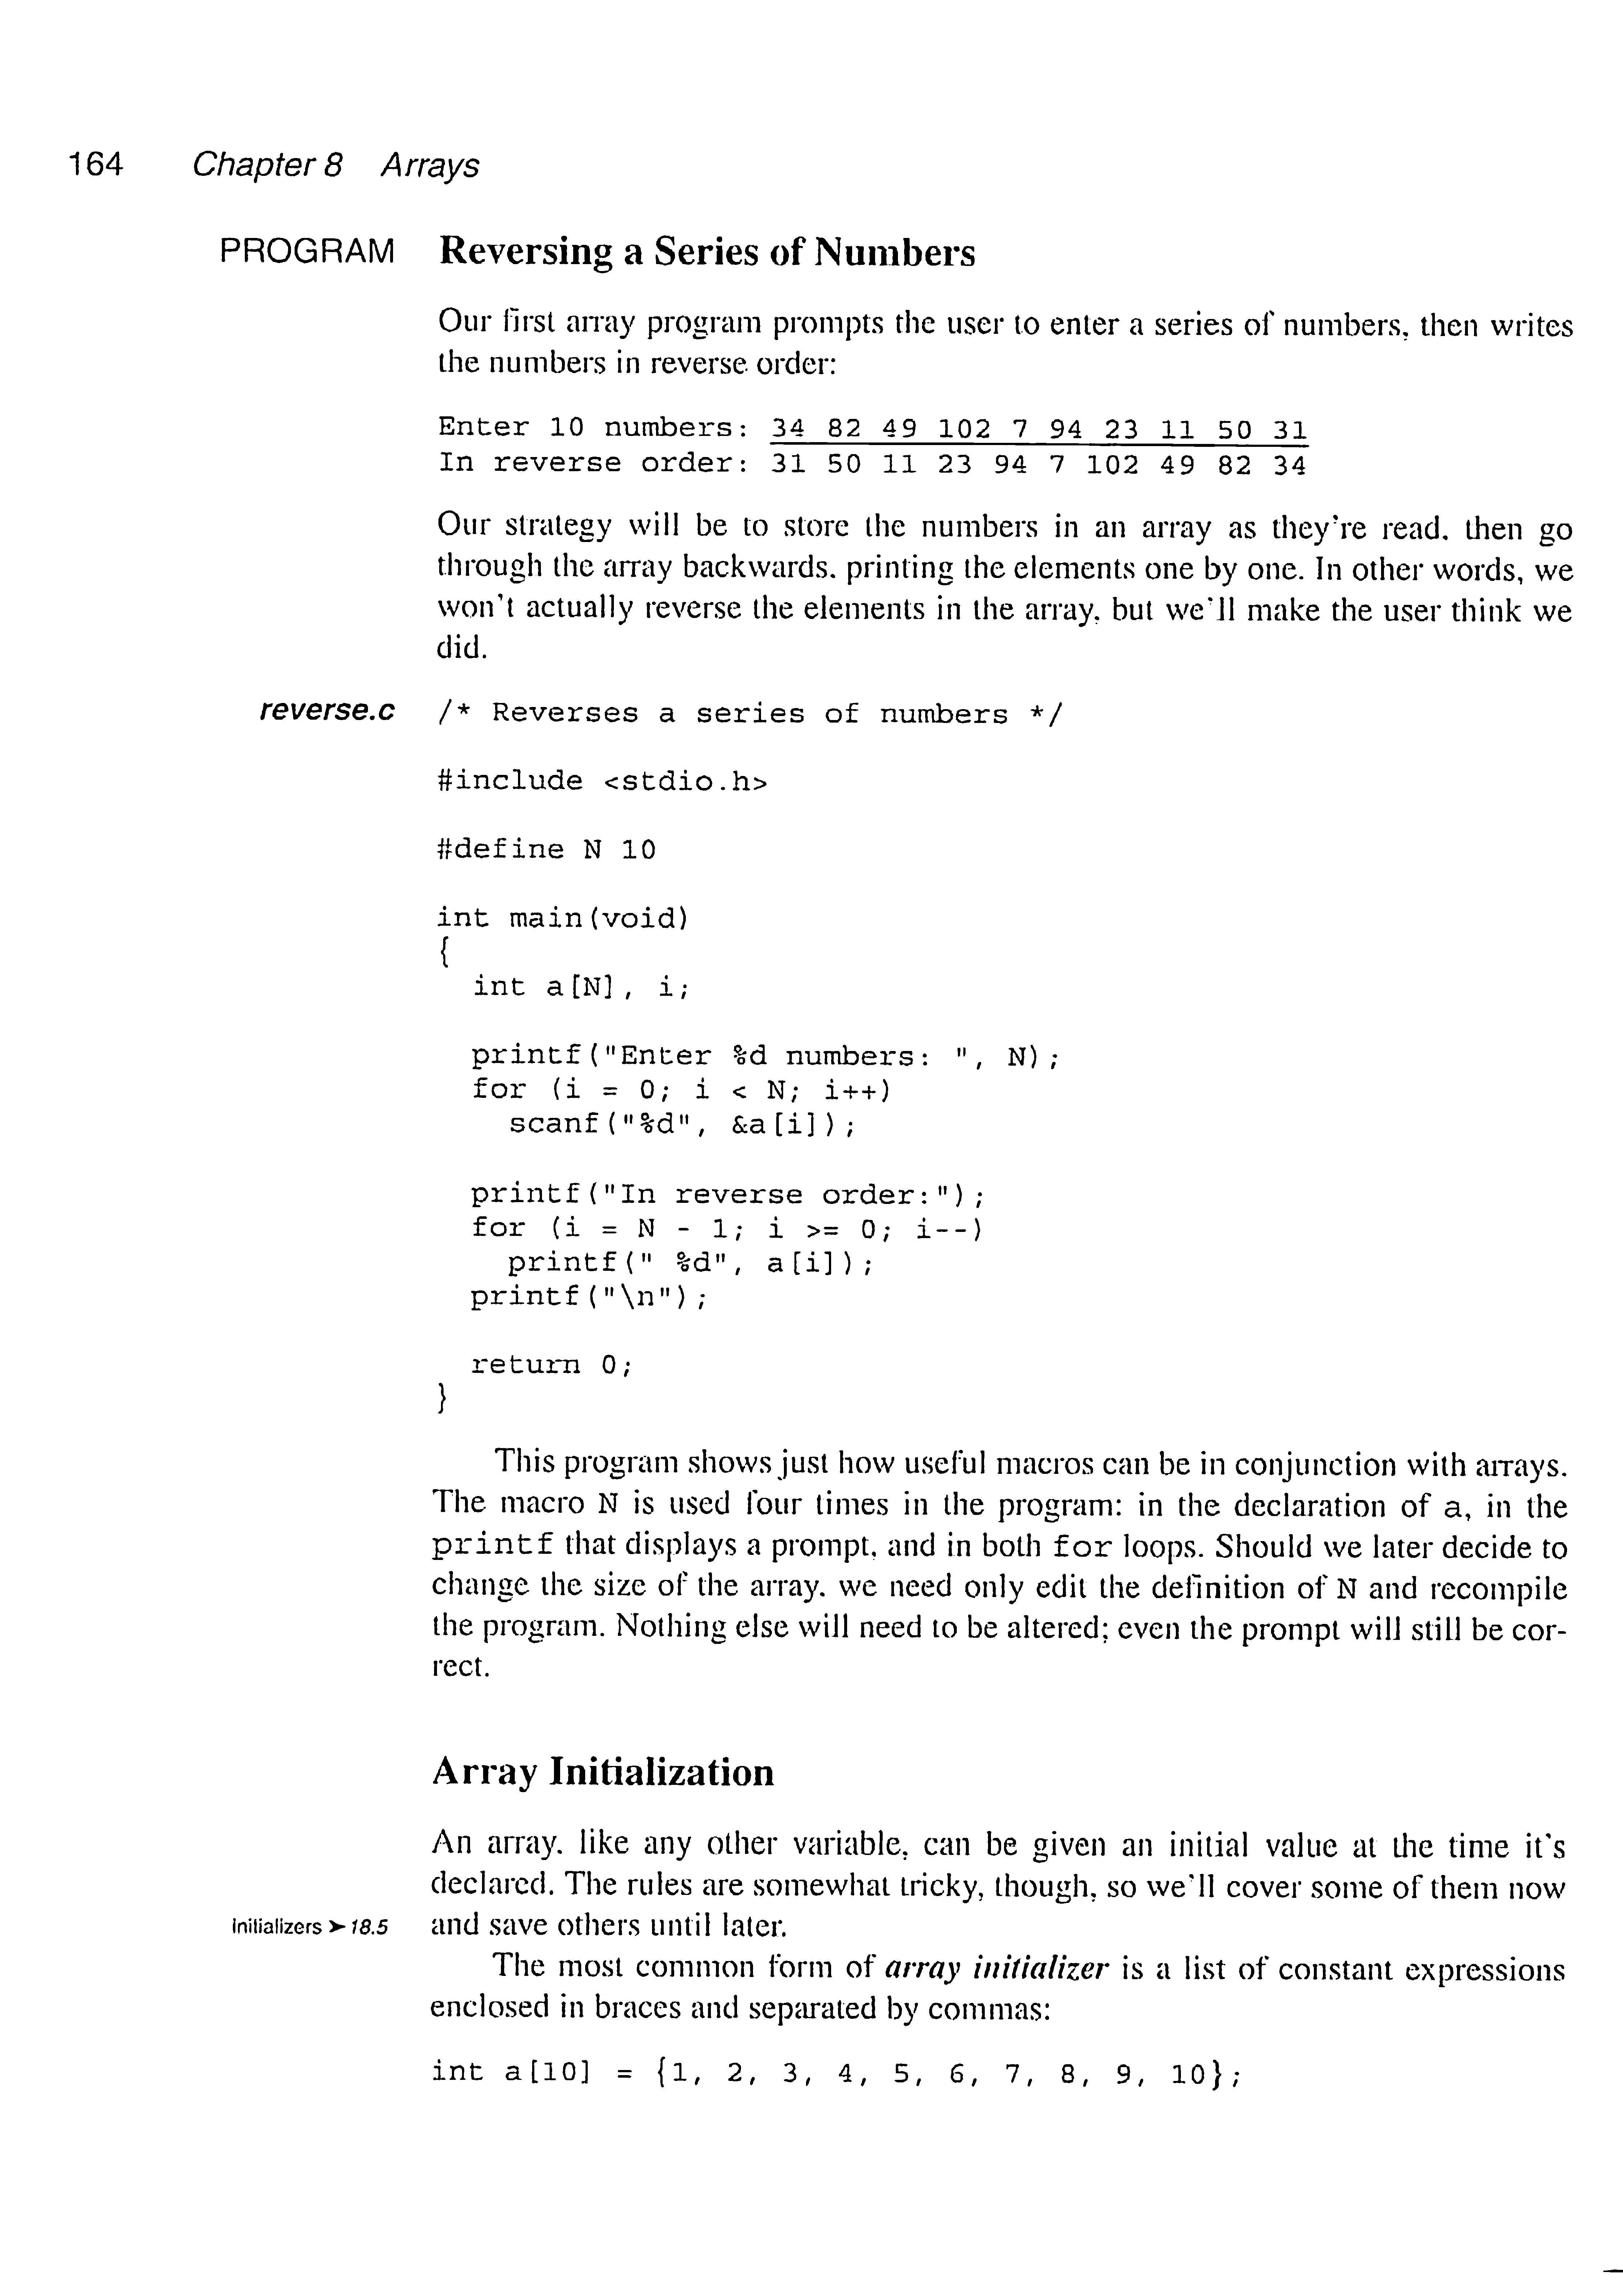 164 Chapter 8 Arrays
PROGRAM Reversing a Series of Numbers
Our first array program prompts the user to enter a series of numbers, then writes
the numbers in reverse order:
Enter 10 numbers: 34 82 49 102 7 94 23 11 50 31
In reverse order: 31 50 11 23 94 7 102 49 82 34
Our strategy will be to store the numbers in an array as they're read, then go
through the array backwards, printing the elements one by one. In other words, we
won't actually reverse the elements in the array, but we'll make the user think we
did.
reverse.c /* Reverses a series of numbers */
#include <stdio.h>
#define N 10
int main(void)
{
  int a[N], i;
  printf("Enter %d numbers: ", N);
  for (i = 0; i < N; i++)
    scanf("%d", &a[i]);
  printf("In reverse order:");
  for (i = N - 1; i >= 0; i--)
    printf(" %d", a[i]);
  printf("\n");
  return 0;
}
This program shows just how useful macros can be in conjunction with arrays.
The macro N is used four times in the program: in the declaration of a, in the
printf that displays a prompt, and in both for loops. Should we later decide to
change the size of the array, we need only edit the definition of N and recompile
the program. Nothing else will need to be altered; even the prompt will still be cor-
rect.
Array Initialization
An array, like any other variable, can be given an initial value at the time it's
declared. The rules are somewhat tricky, though, so we'll cover some of them now
initializers ➤ 18.5 and save others until later.
The most common form of array initializer is a list of constant expressions
enclosed in braces and separated by commas:
int a[10] = {1, 2, 3, 4, 5, 6, 7, 8, 9, 10};